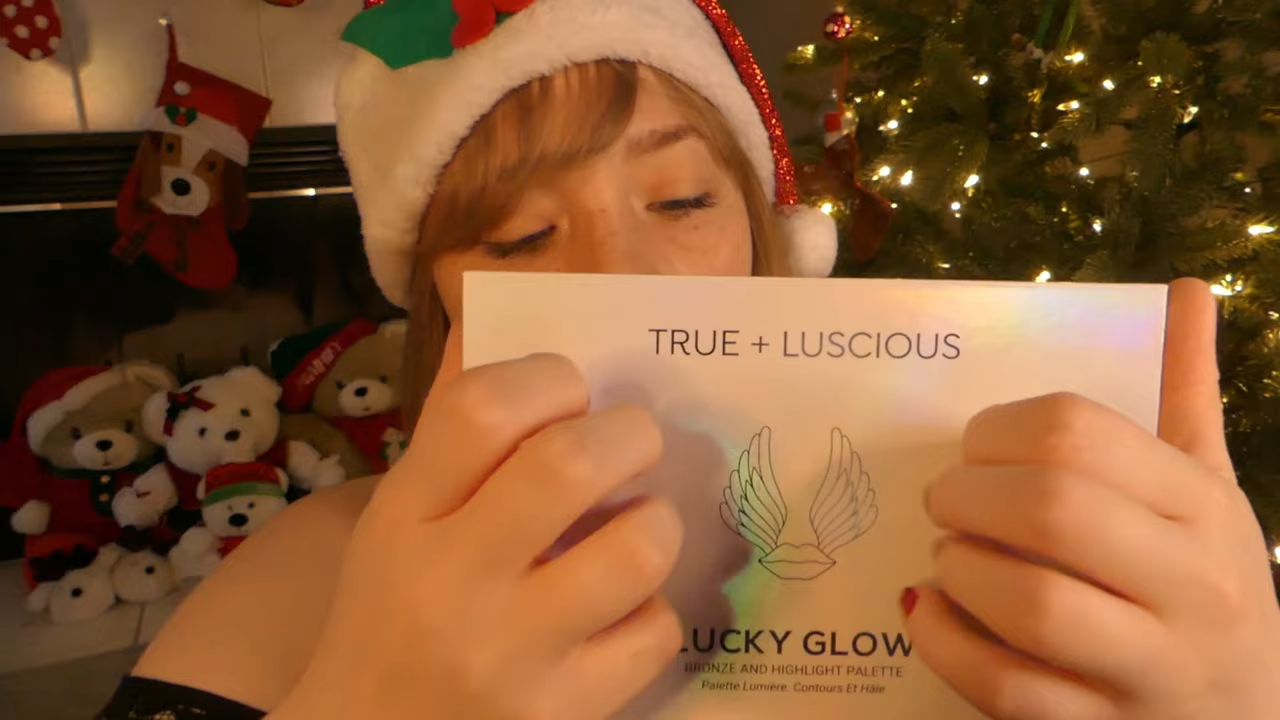 TRUE + LUSCIOUS
LUCKY GLOW
BRONZE AND HIGHLIGHT PALETTE
Palette Lumière. Contours Et Hâle